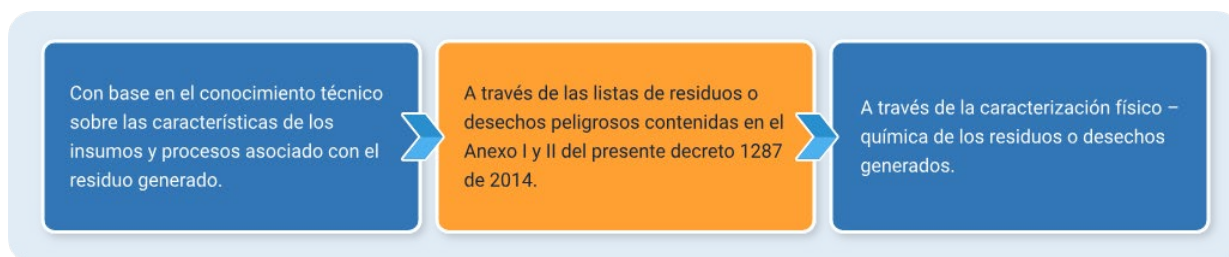 Con base en el conocimiento técnico
sobre las características de los
insumos y procesos asociado con el
residuo generado.
A través de las listas de residuos o
desechos peligrosos contenidas en el
Anexo I y II del presente decreto 1287
de 2014.
A través de la caracterización físico –
química de los residuos o desechos
generados.